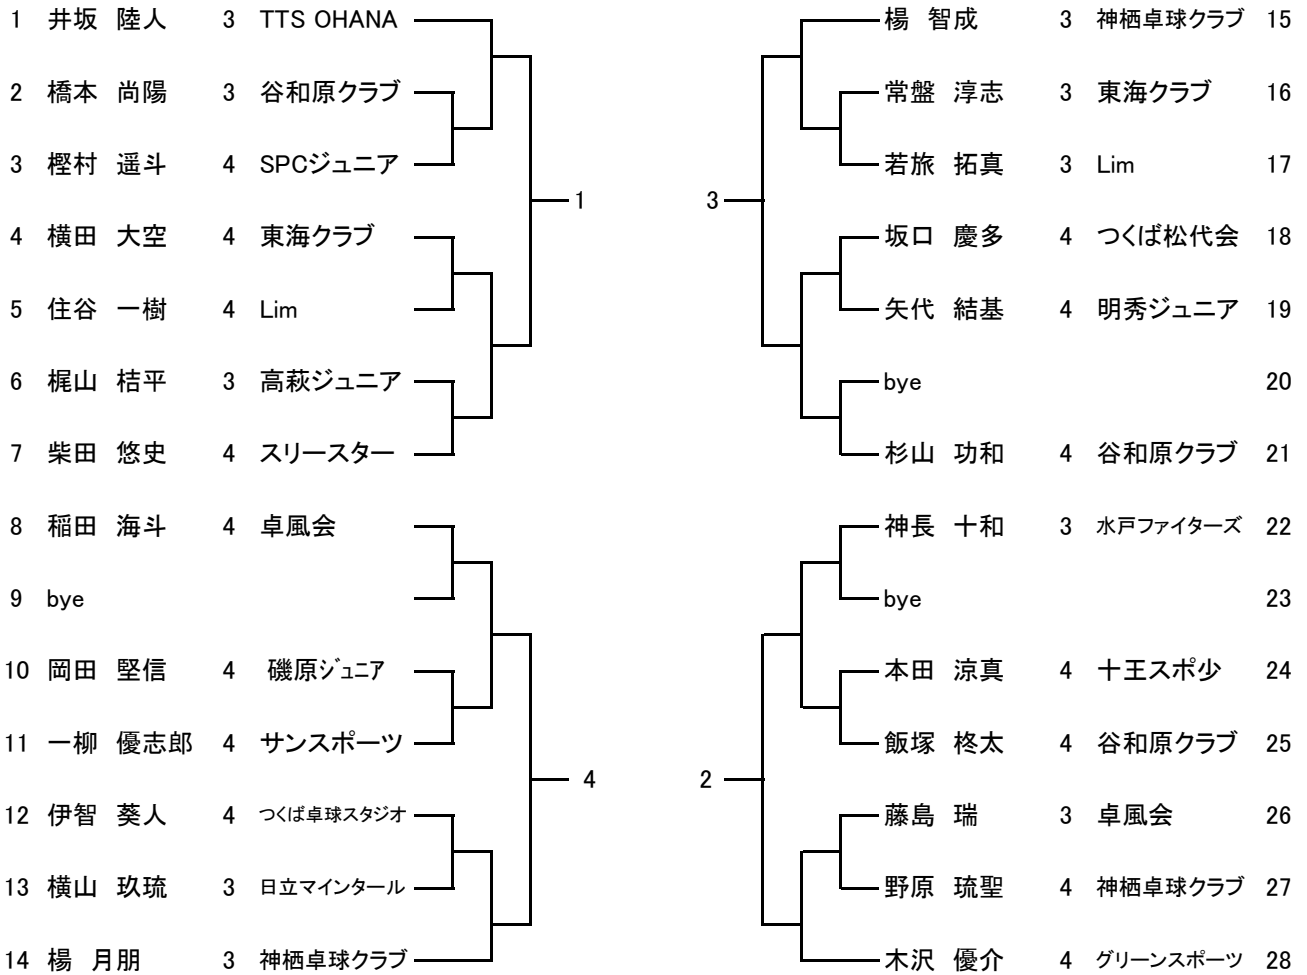 1 井坂 陸人 3 TTS OHANA
2 橋本 尚陽 3 谷和原クラブ
3 樫村 遥斗 4 SPCジュニア
1
4 横田 大空 4 東海クラブ
5 住谷 一樹 4 Lim
6 梶山 桔平 3 高萩ジュニア
7 柴田 悠史 4 スリースター
8 稲田 海斗 4 卓風会
9 bye
10 岡田 堅信 4 磯原ジュニア
11 一柳 優志郎 4 サンスポーツ
4
12 伊智 葵人 4 つくば卓球スタジオ
13 横山 玖琉 3 日立マインタール
14 楊 月朋 3 神栖卓球クラブ
楊 智成 3 神栖卓球クラブ 15
常盤 淳志 3 東海クラブ 16
若旅 拓真 3 Lim 17
3
坂口 慶多 4 つくば松代会 18
矢代 結基 4 明秀ジュニア 19
bye 20
杉山 功和 4 谷和原クラブ 21
神長 十和 3 水戸ファイターズ 22
bye 23
本田 涼真 4 十王スポ少 24
飯塚 柊太 4 谷和原クラブ 25
2
藤島 瑞 3 卓風会 26
野原 琉聖 4 神栖卓球クラブ 27
木沢 優介 4 グリーンスポーツ 28